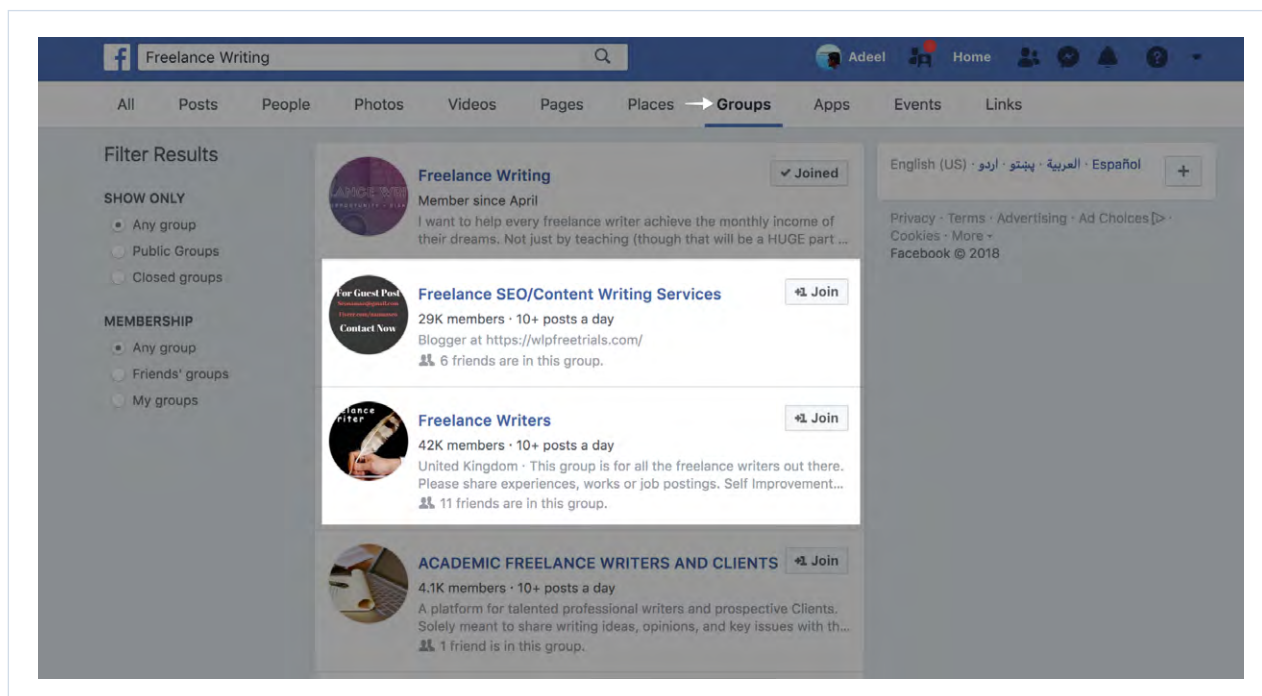 Freelance Writing
Adeel
Home
All Posts People Photos Videos Pages Places Groups Apps Events Links
Filter Results
SHOW ONLY
Any group
Public Groups
Closed groups
MEMBERSHIP
Any group
Friends' groups
My groups
Freelance Writing
✓ Joined
Member since April
I want to help every freelance writer achieve the monthly income of
their dreams. Not just by teaching (though that will be a HUGE part ...
For Guest Post
Contact Now
Freelance SEO/Content Writing Services
+1 Join
29K members · 10+ posts a day
Blogger at https://wlpfreetrials.com/
6 friends are in this group.
Freelance Writers
+1 Join
42K members · 10+ posts a day
United Kingdom · This group is for all the freelance writers out there.
Please share experiences, works or job postings. Self Improvement...
11 friends are in this group.
ACADEMIC FREELANCE WRITERS AND CLIENTS
+1 Join
4.1K members · 10+ posts a day
A platform for talented professional writers and prospective Clients.
Solely meant to share writing ideas, opinions, and key issues with th...
1 friend is in this group.
English (US) · اردو · پښتو · العربية · Español
+
Privacy · Terms · Advertising · Ad Choices ·
Cookies · More
Facebook © 2018